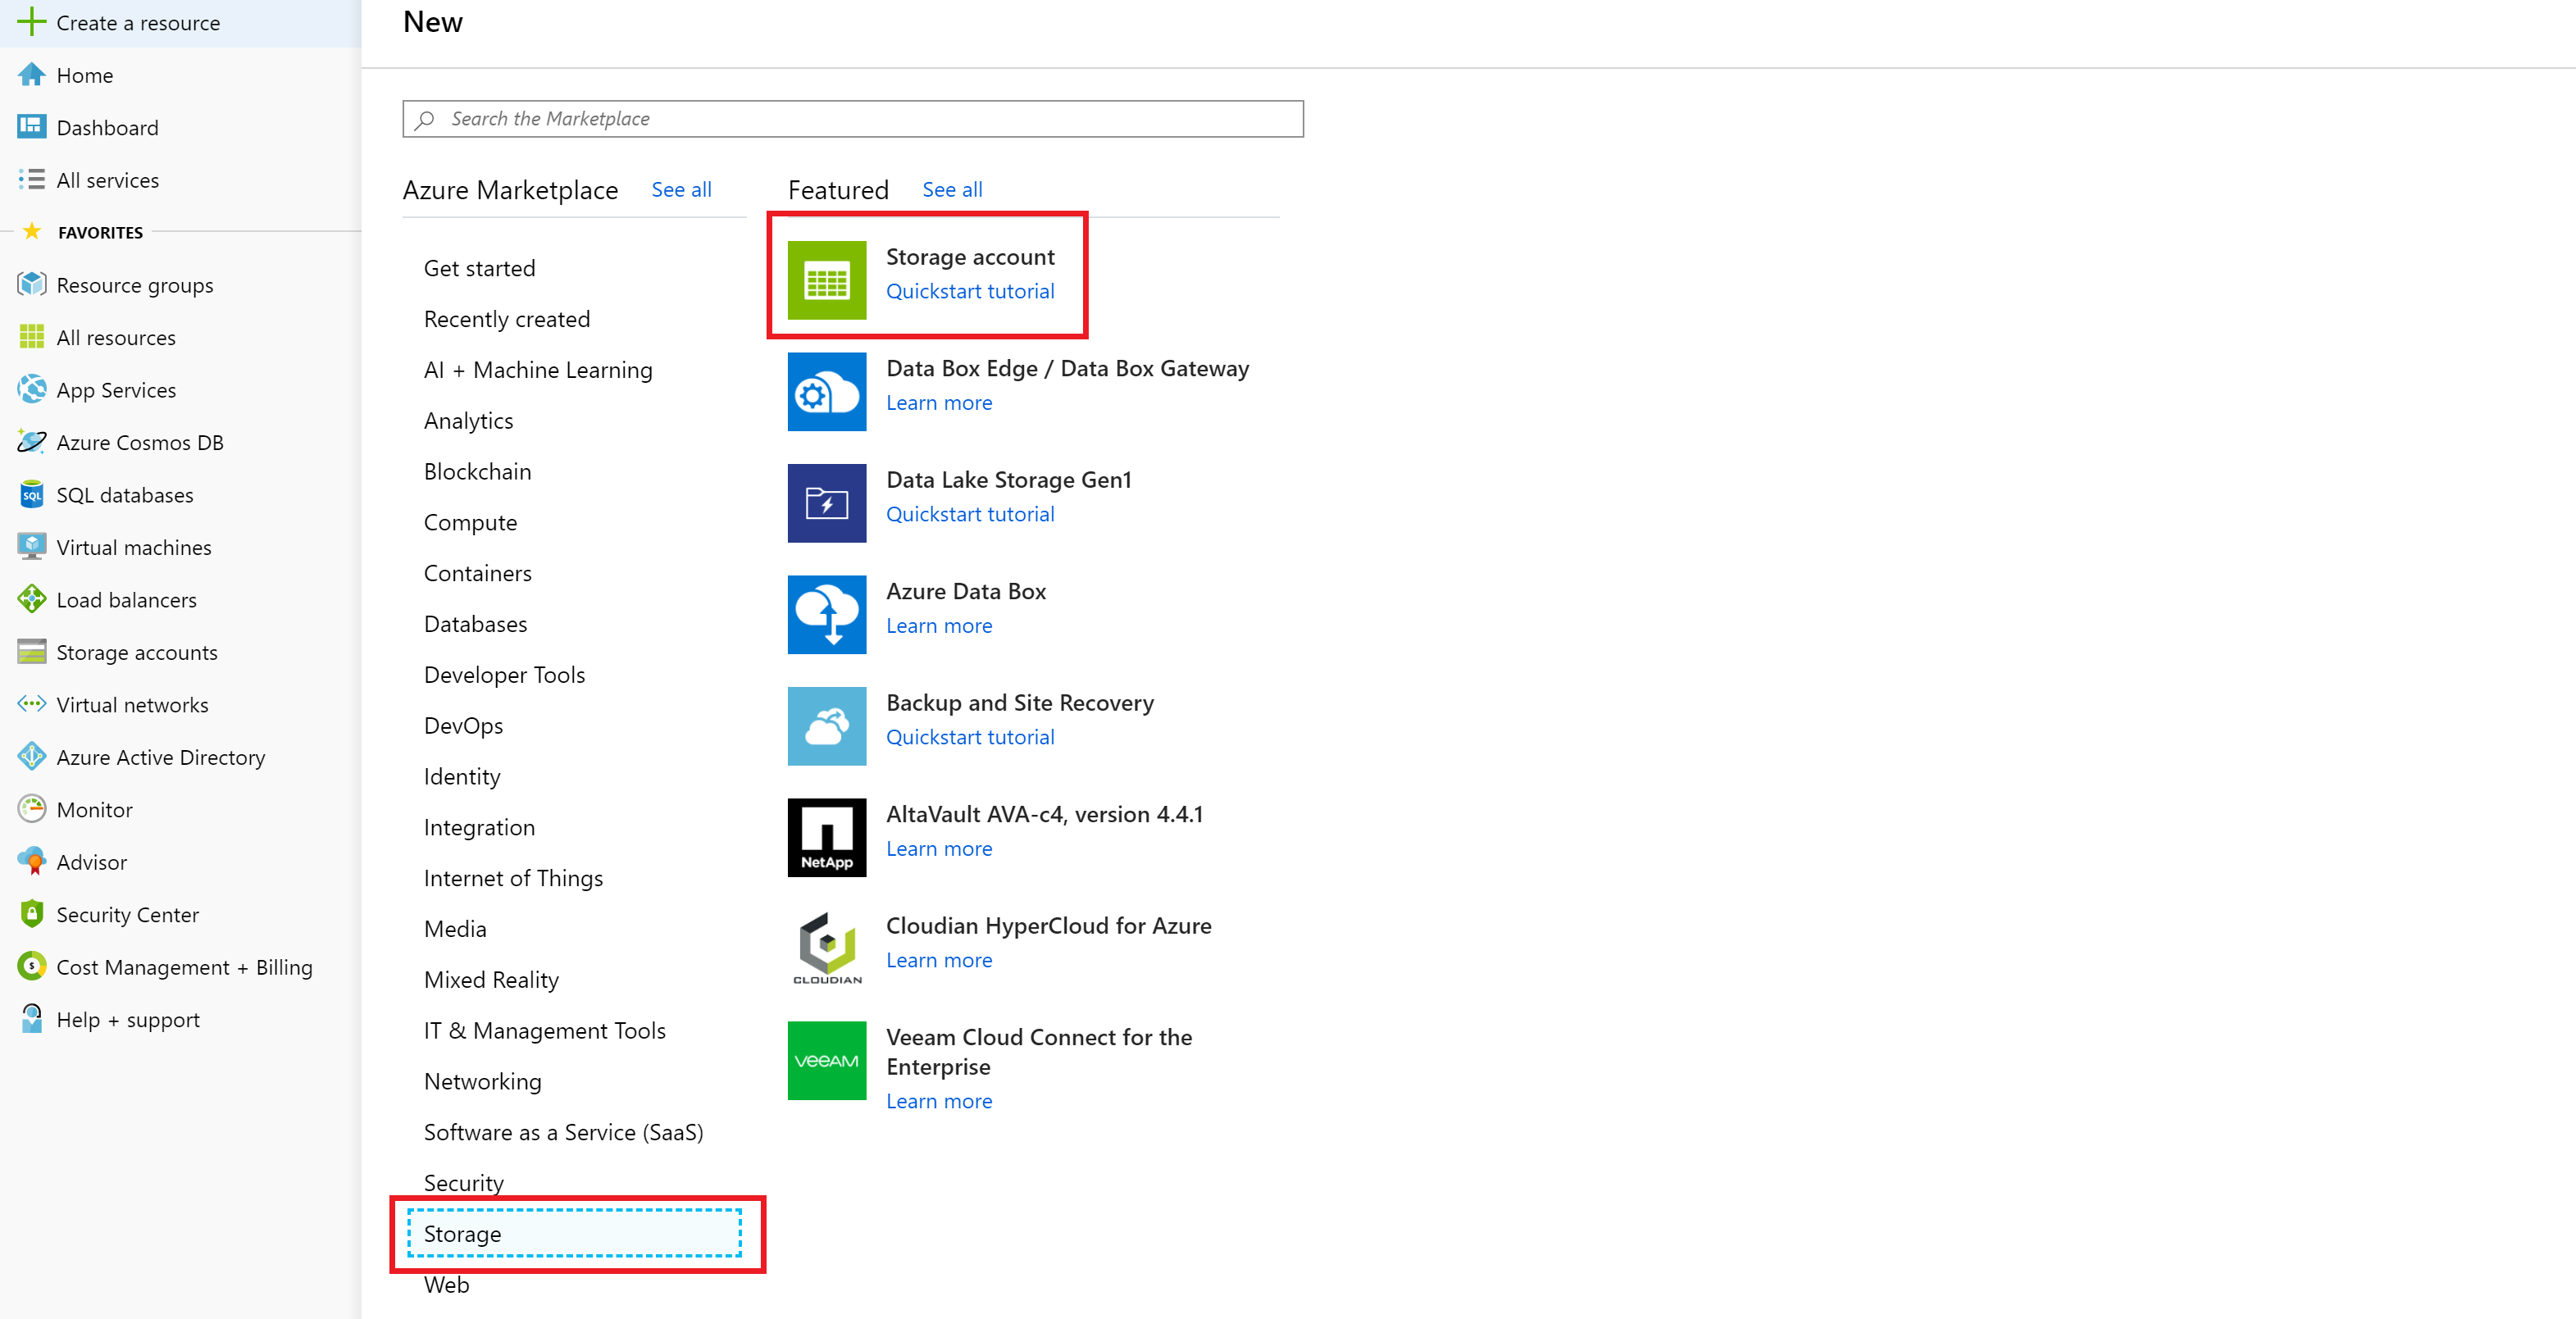 Create a resource
Home
Dashboard
All services
FAVORITES
Resource groups
All resources
App Services
Azure Cosmos DB
SQL
SQL databases
Virtual machines
Load balancers
Storage accounts
Virtual networks
Azure Active Directory
Monitor
Advisor
Security Center
$
Cost Management + Billing
Help + support
New
Search the Marketplace
Azure Marketplace See all
Get started
Recently created
AI + Machine Learning
Analytics
Blockchain
Compute
Containers
Databases
Developer Tools
DevOps
Identity
Integration
Internet of Things
Media
Mixed Reality
IT & Management Tools
Networking
Software as a Service (SaaS)
Security
Storage
Web
Featured See all
Storage account
Quickstart tutorial
Data Box Edge / Data Box Gateway
Learn more
Data Lake Storage Gen1
Quickstart tutorial
Azure Data Box
Learn more
Backup and Site Recovery
Quickstart tutorial
NetApp
AltaVault AVA-c4, version 4.4.1
Learn more
CLOUDIAN
Cloudian HyperCloud for Azure
Learn more
veeAM
Veeam Cloud Connect for the
Enterprise
Learn more